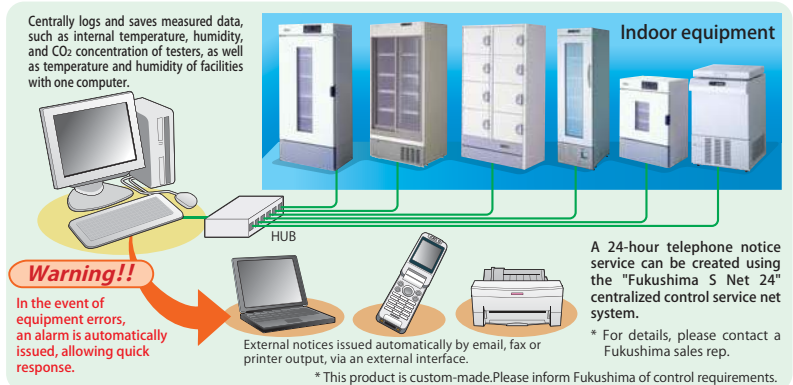 Centrally logs and saves measured data,
such as internal temperature, humidity,
and CO₂ concentration of testers, as well
as temperature and humidity of facilities
with one computer.
Indoor equipment
HUB
Warning!!
In the event of
equipment errors,
an alarm is automatically
issued, allowing quick
response.
External notices issued automatically by email, fax or
printer output, via an external interface.
A 24-hour telephone notice
service can be created using
the "Fukushima S Net 24"
centralized control service net
system.
* For details, please contact a
Fukushima sales rep.
* This product is custom-made.Please inform Fukushima of control requirements.